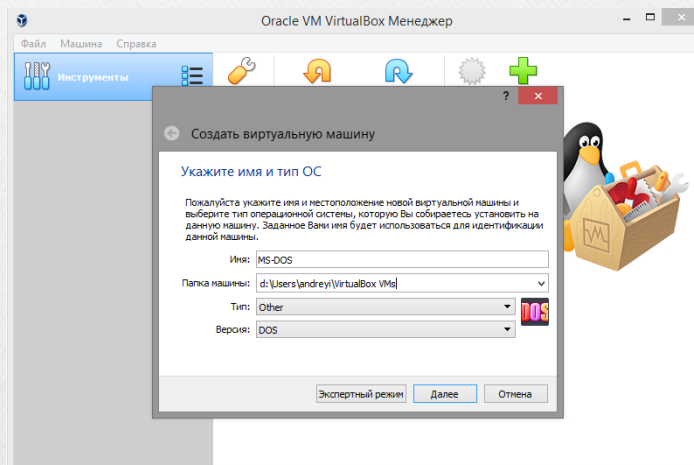 Oracle VM VirtualBox Менеджер
Файл Машина Справка
Инструменты
?
Создать виртуальную машину
Укажите имя и тип ОС
Пожалуйста укажите имя и местоположение новой виртуальной машины и
выберите тип операционной системы, которую Вы собираетесь установить на
данную машину. Заданное Вами имя будет использоваться для идентификации
данной машины.
Имя: MS-DOS
Папка машины: d:\Users\andreyi\VirtualBox VMs
Тип: Other
DOS
Версия: DOS
Экспертный режим Далее Отмена